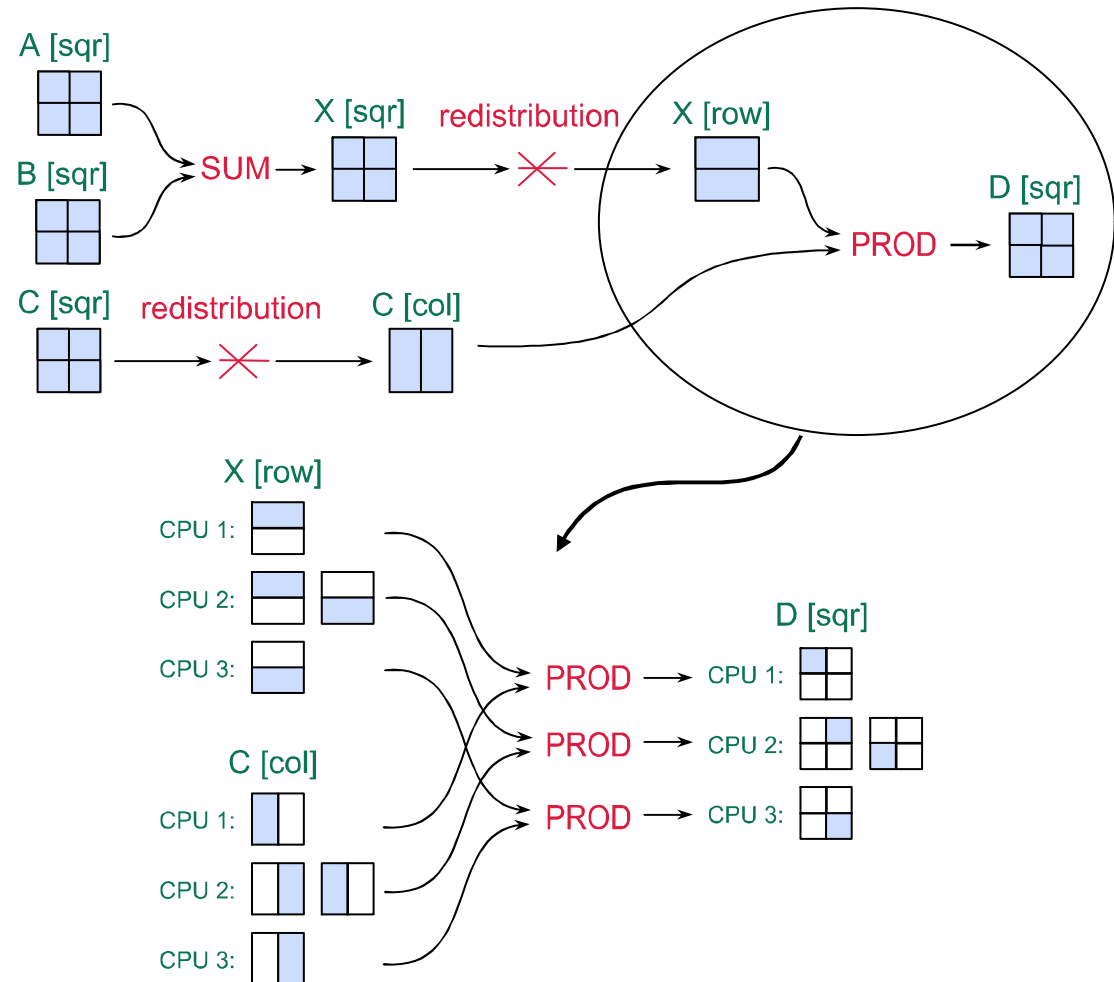 A [sqr]
B [sqr]
SUM
X [sqr]
redistribution
X [row]
D [sqr]
PROD
C [sqr]
redistribution
C [col]
X [row]
CPU 1:
CPU 2:
CPU 3:
C [col]
CPU 1:
CPU 2:
CPU 3:
PROD
PROD
PROD
D [sqr]
CPU 1:
CPU 2:
CPU 3: